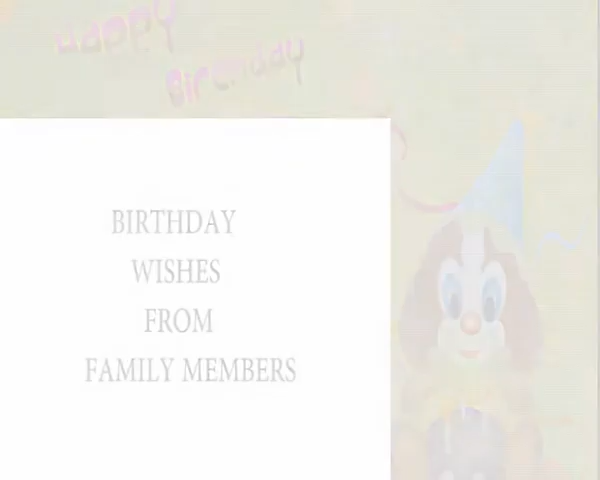 Happy
Birthday
BIRTHDAY
WISHES
FROM
FAMILY MEMBERS